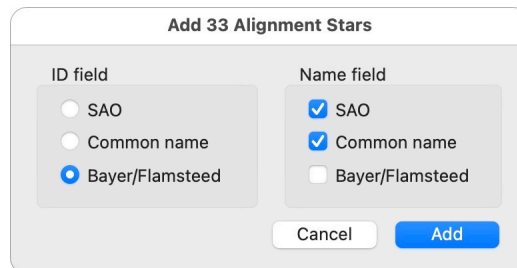 Add 33 Alignment Stars
ID field
SAO
Common name
Bayer/Flamsteed
Name field
SAO
Common name
Bayer/Flamsteed
Cancel
Add